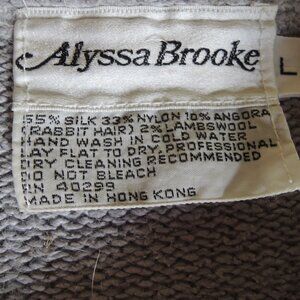 Alyssa Brooke
L
55% SILK 33% NYLON 10% ANGORA
(RABBIT HAIR) 2% LAMBSWOOL
HAND WASH IN COLD WATER
LAY FLAT TO DRY. PROFESSIONAL
DRY CLEANING RECOMMENDED
DO NOT BLEACH
RN 40299
MADE IN HONG KONG